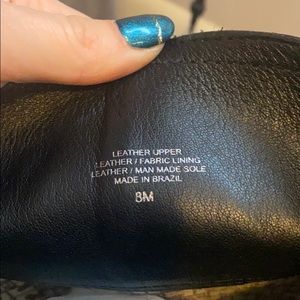 LEATHER UPPER
LEATHER / FABRIC LINING
LEATHER / MAN MADE SOLE
MADE IN BRAZIL
8M